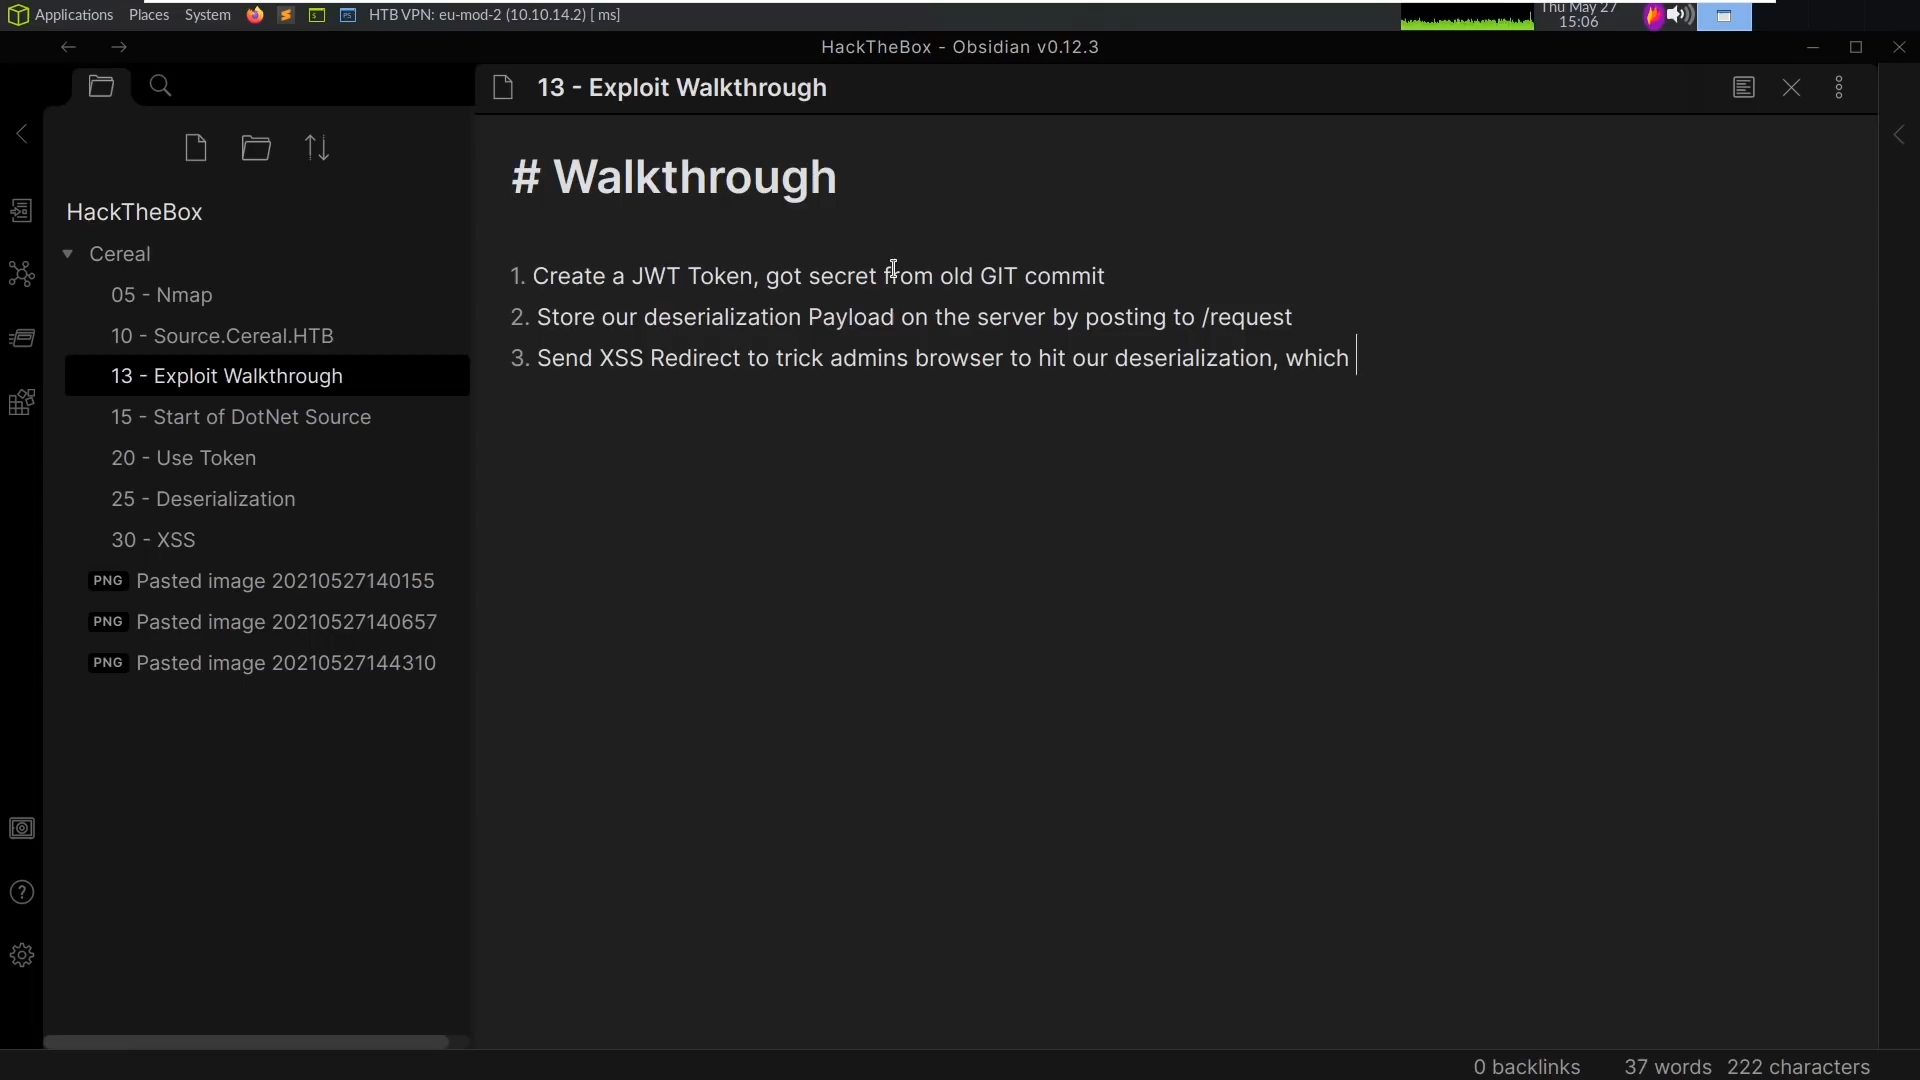 Applications Places System HTB VPN: eu-mod-2 (10.10.14.2) [ ms] Thu May 27
15:06
HackTheBox - Obsidian v0.12.3
13 - Exploit Walkthrough
# Walkthrough
HackTheBox
Cereal
05 - Nmap
10 - Source.Cereal.HTB
13 - Exploit Walkthrough
15 - Start of DotNet Source
20 - Use Token
25 - Deserialization
30 - XSS
PNG Pasted image 20210527140155
PNG Pasted image 20210527140657
PNG Pasted image 20210527144310
1. Create a JWT Token, got secret from old GIT commit
2. Store our deserialization Payload on the server by posting to /request
3. Send XSS Redirect to trick admins browser to hit our deserialization, which
0 backlinks 37 words 222 characters